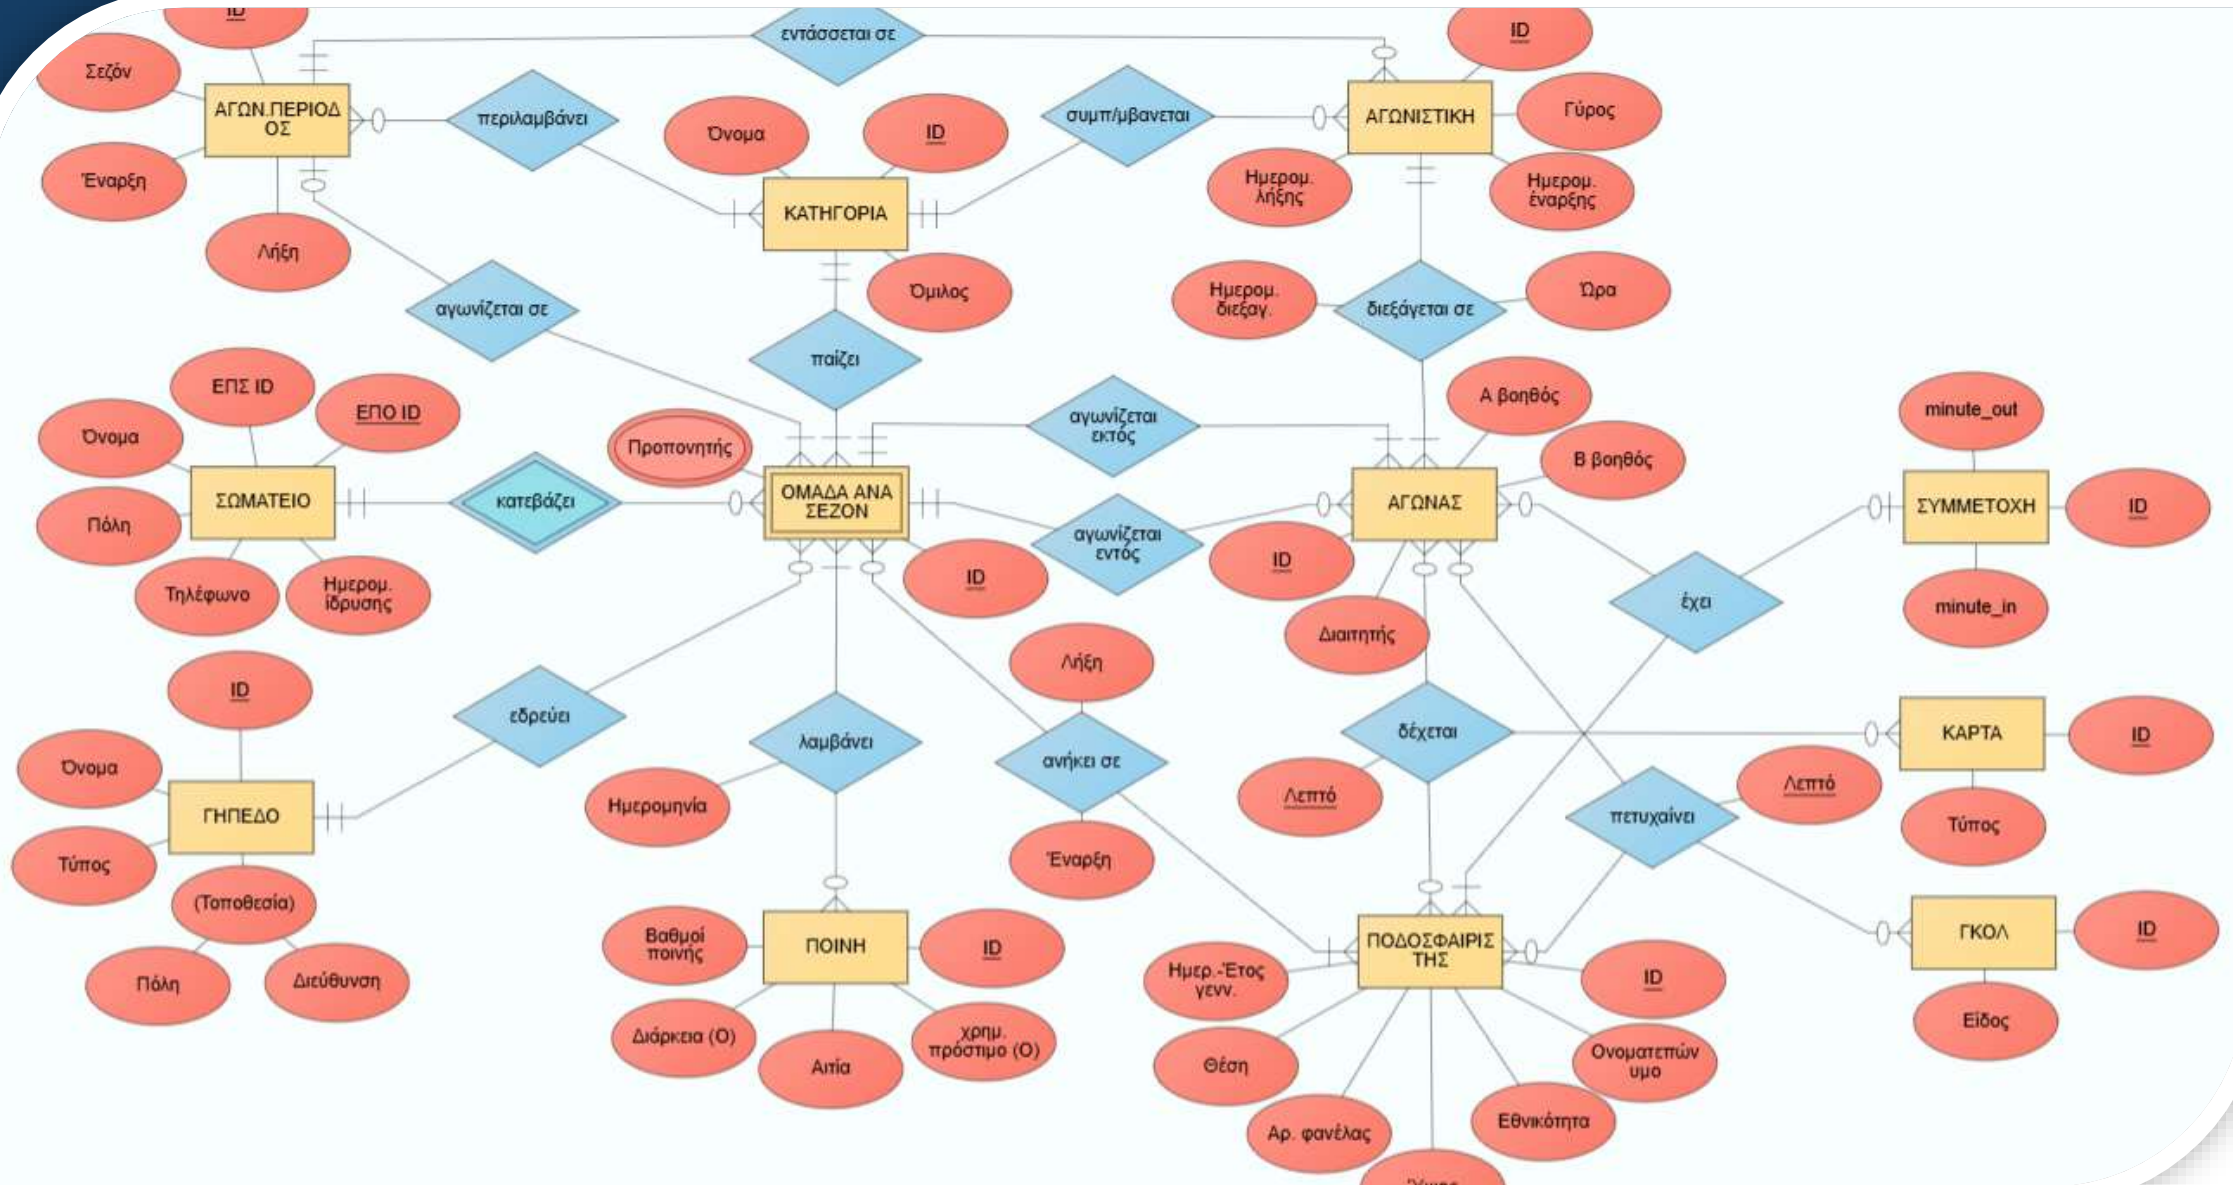 ID
εντάσσεται σε
ID
Σεζόν
ΑΓΩΝ.ΠΕΡΙΟΔ
ΟΣ
περιλαμβάνει
Όνομα
ID
συμπ/μβανεται
ΑΓΩΝΙΣΤΙΚΗ
Γύρος
Έναρξη
Ημερομ.
λήξης
Ημερομ.
έναρξης
ΚΑΤΗΓΟΡΙΑ
Λήξη
Όμιλος
αγωνίζεται σε
Ημερομ.
διεξαγ.
διεξάγεται σε
Ώρα
παίζει
ΕΠΣ ID
ΕΠΟ ID
Όνομα
Προπονητής
αγωνίζεται
εκτός
Α βοηθός
Β βοηθός
minute_out
ΣΩΜΑΤΕΙΟ
κατεβάζει
ΟΜΑΔΑ ΑΝΑ
ΣΕΖΟΝ
ΑΓΩΝΑΣ
ΣΥΜΜΕΤΟΧΗ
ID
Πόλη
αγωνίζεται
εντός
ID
ID
Τηλέφωνο
Ημερομ.
ίδρυσης
έχει
minute_in
Διαιτητής
Λήξη
ID
εδρεύει
λαμβάνει
ανήκει σε
δέχεται
ΚΑΡΤΑ
ID
Όνομα
ΓΗΠΕΔΟ
Ημερομηνία
Λεπτό
Λεπτό
πετυχαίνει
Τύπος
Τύπος
Έναρξη
(Τοποθεσία)
Βαθμοί
ποινής
ΠΟΙΝΗ
ID
ΠΟΔΟΣΦΑΙΡΙΣ
ΤΗΣ
ΓΚΟΛ
ID
Πόλη
Διεύθυνση
Ημερ.-Έτος
γενν.
ID
Είδος
Διάρκεια (Ο)
Αιτία
χρημ.
πρόστιμο (Ο)
Θέση
Ονοματεπών
υμο
Αρ. φανέλας
Εθνικότητα